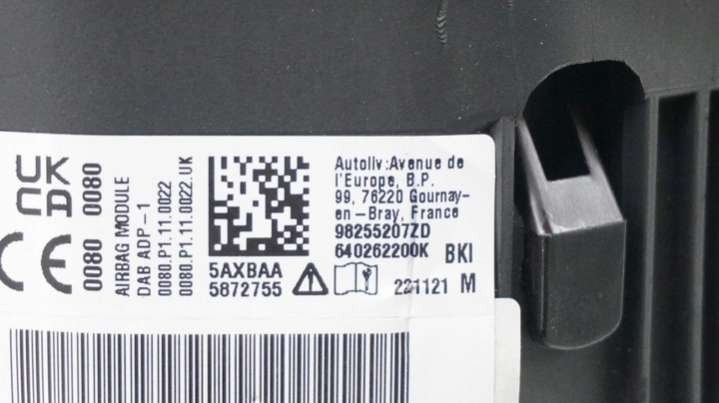 UK
CA
0080
CE
0080
AIRBAG MODULE
DAB ADP-1
0080.P1.11.0022
0080.P1.11.0022.UK
5AXBAA
5872755
Autoliv:Avenue de
l'Europe, B.P.
99, 76220 Gournay-
en-Bray, France
98255207ZD
640262200K BKI
221121 M